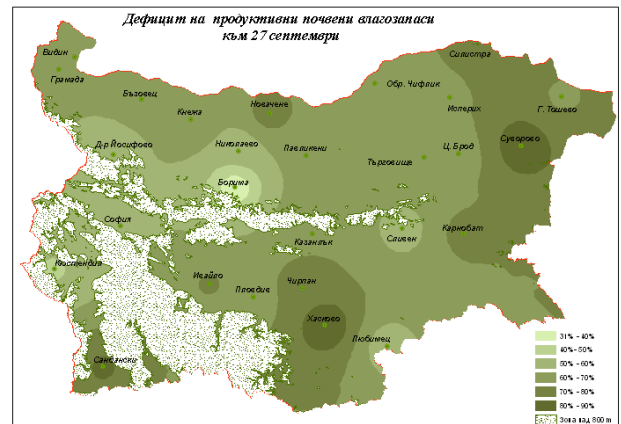 Дефицит на продуктивни почвени влагозапаси
към 27 септември
Видин
Силистра
Грамада
Обр. Чифлик
Бъзовец
Новачене
Исперих
Г. Тошево
Кнежа
Суворово
Д-р Йосифово
Николаево
Павликени
Ц. Брод
Търговище
Борима
София
Карнобат
Сливен
Казанлък
Кюстендил
Ивайло
Чирпан
Пловдив
Хасково
Любимец
Сандански
31% - 40%
40% - 50%
50% - 60%
60% - 70%
70% - 80%
80% - 90%
Зона над 800 m